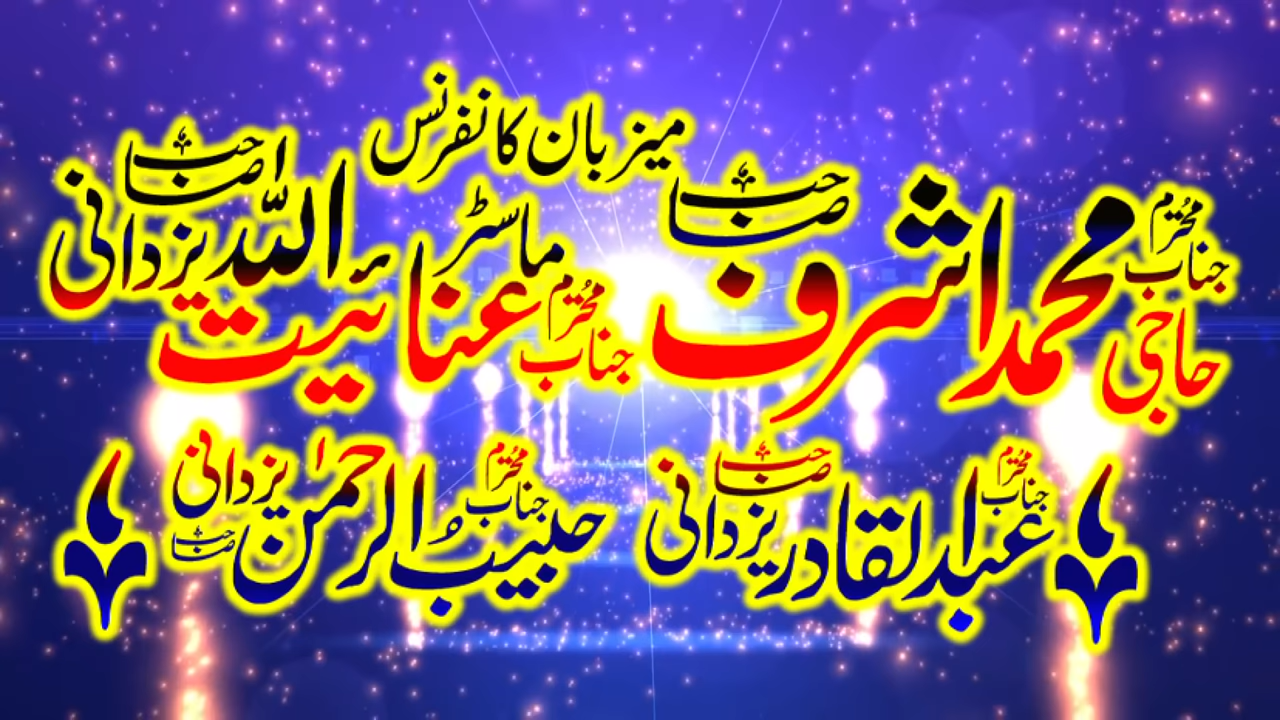 میزبان کانفرنس
جناب محترم حاجی محمد اشرف صاحب
جناب محترم ماسٹر عنائیت اللہ یزدانی صاحب
جناب محترم عبدالقادر یزدانی صاحب
جناب محترم حبیبُ الرحمٰن یزدانی صاحب